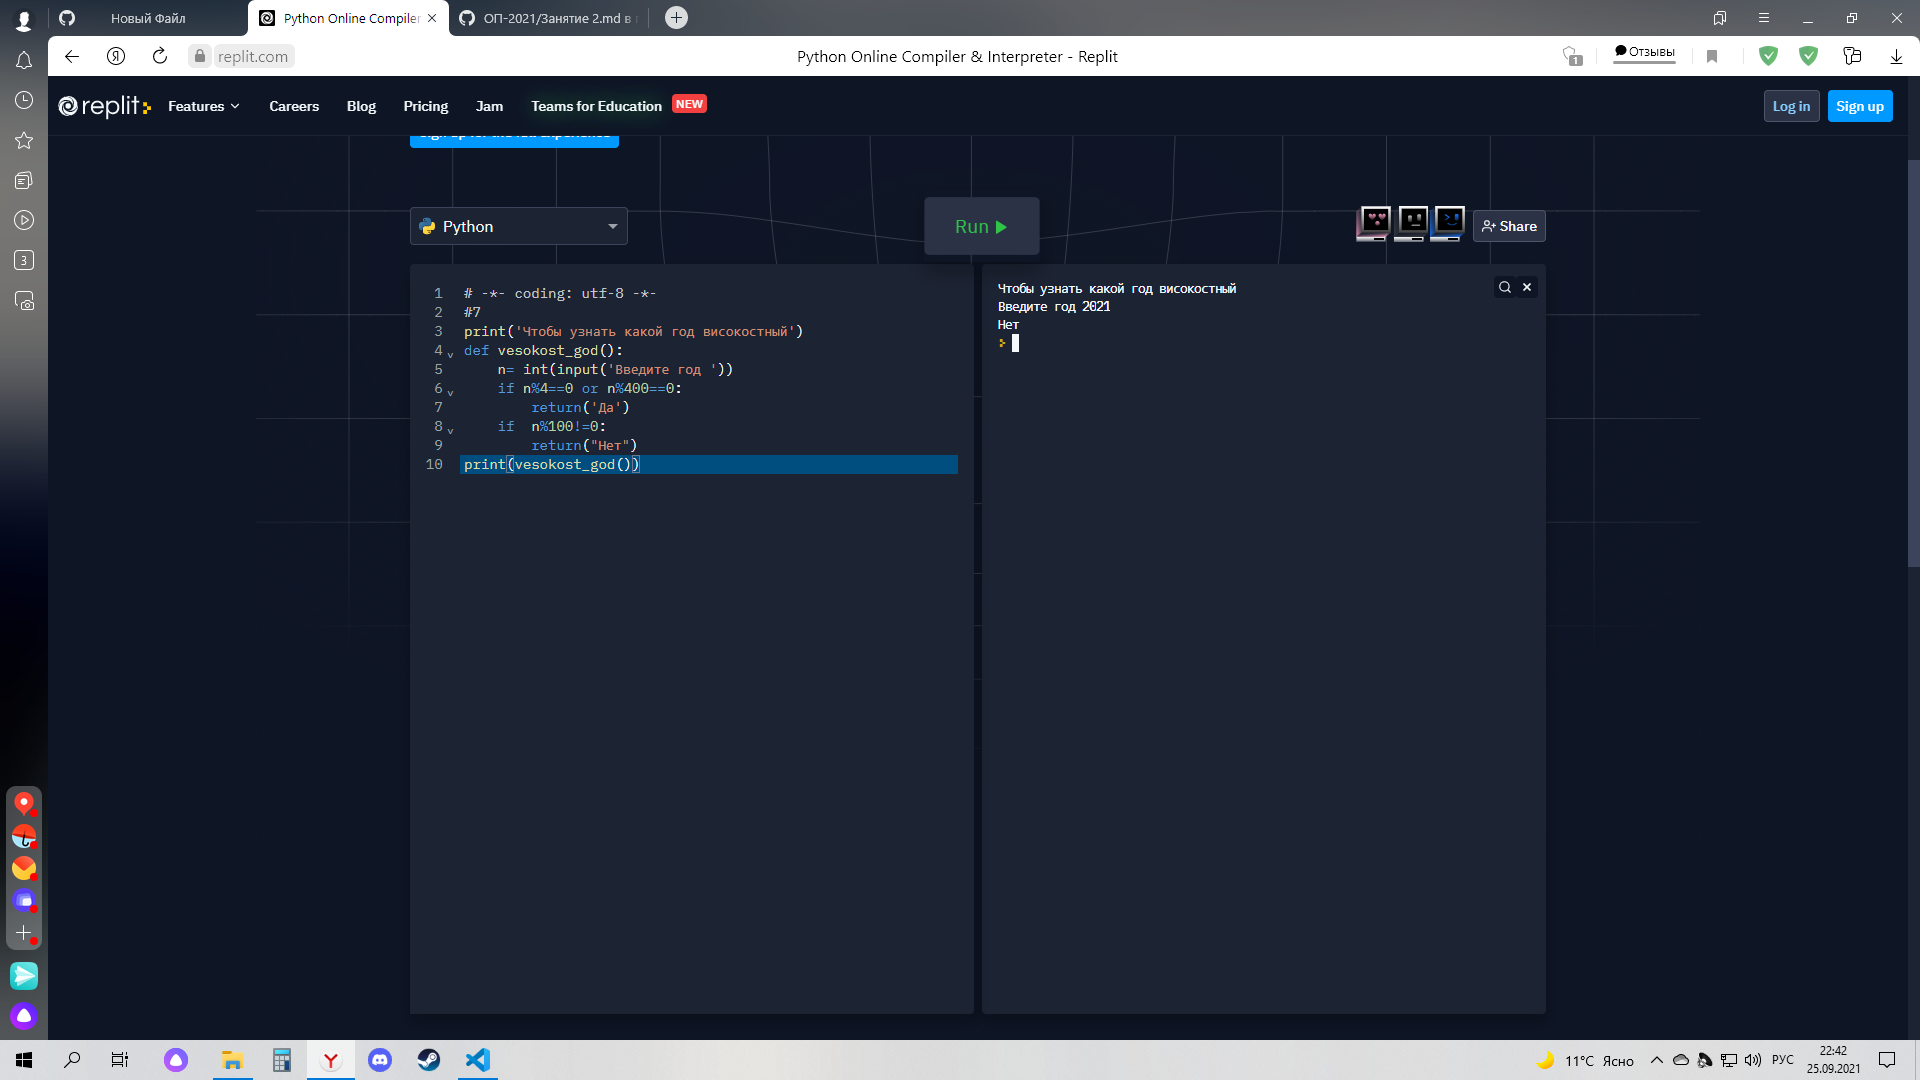 Новый Файл
Python Online Compiler
ОП-2021/Занятие 2.md в
replit.com
Python Online Compiler & Interpreter - Replit
1
Отзывы
replit
Features
Careers
Blog
Pricing
Jam
Teams for Education
NEW
Log in
Sign up
3
Python
Run
Share
1 # -*- coding: utf-8 -*-
2 #7
3 print('Чтобы узнать какой год високостный')
4 def vesokost_god():
5 n= int(input('Введите год '))
6 if n%4==0 or n%400==0:
7 return('Да')
8 if  n%100!=0:
9 return("Нет")
10 print(vesokost_god())
Чтобы узнать какой год високостный
Введите год 2021
Нет
11°C Ясно
РУС
22:42
25.09.2021